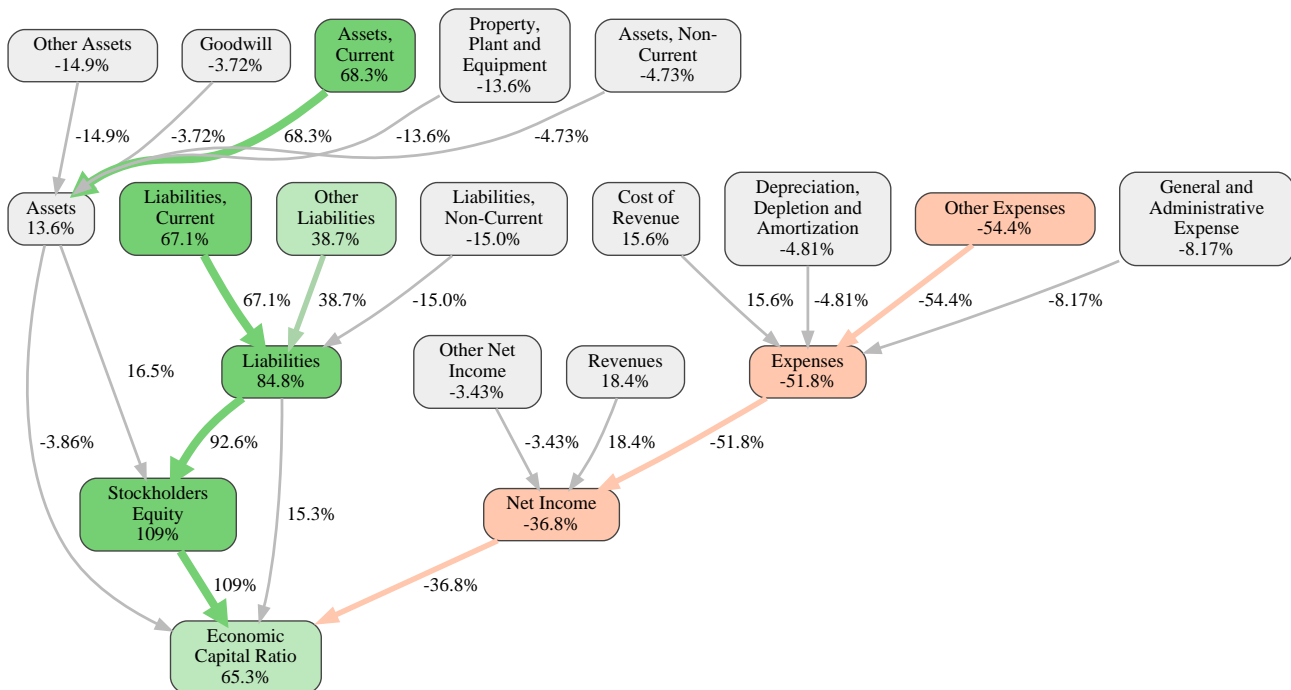 Other Assets
-14.9%
Goodwill
-3.72%
Assets,
Current
68.3%
Property,
Plant and
Equipment
-13.6%
Assets, Non-
Current
-4.73%
-14.9%
-3.72%
68.3%
-13.6%
-4.73%
Assets
13.6%
Liabilities,
Current
67.1%
Other
Liabilities
38.7%
Liabilities,
Non-Current
-15.0%
Cost of
Revenue
15.6%
Depreciation,
Depletion and
Amortization
-4.81%
Other Expenses
-54.4%
General and
Administrative
Expense
-8.17%
67.1%
38.7%
-15.0%
15.6%
-4.81%
-54.4%
-8.17%
16.5%
Liabilities
84.8%
Other Net
Income
-3.43%
Revenues
18.4%
Expenses
-51.8%
-3.86%
92.6%
-3.43%
18.4%
-51.8%
Stockholders
Equity
109%
15.3%
Net Income
-36.8%
109%
-36.8%
Economic
Capital Ratio
65.3%